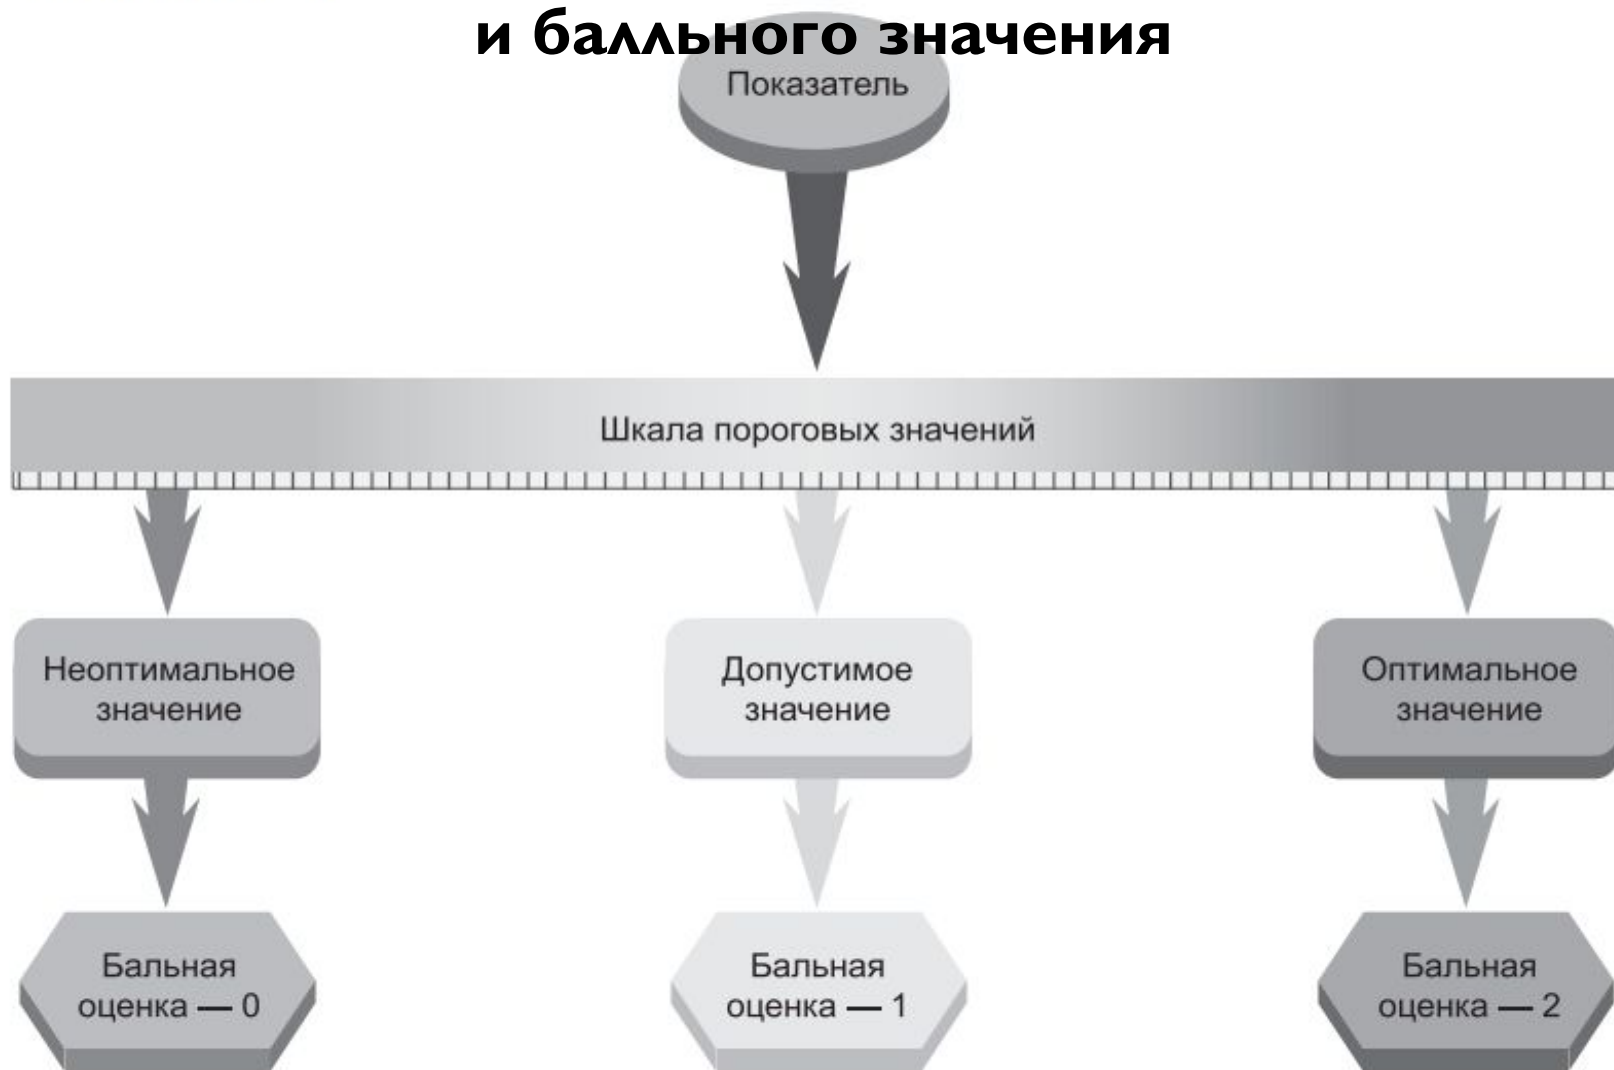 и балльного значения
Показатель
Шкала пороговых значений
Неоптимальное
значение
Допустимое
значение
Оптимальное
значение
Бальная
оценка — 0
Бальная
оценка — 1
Бальная
оценка — 2